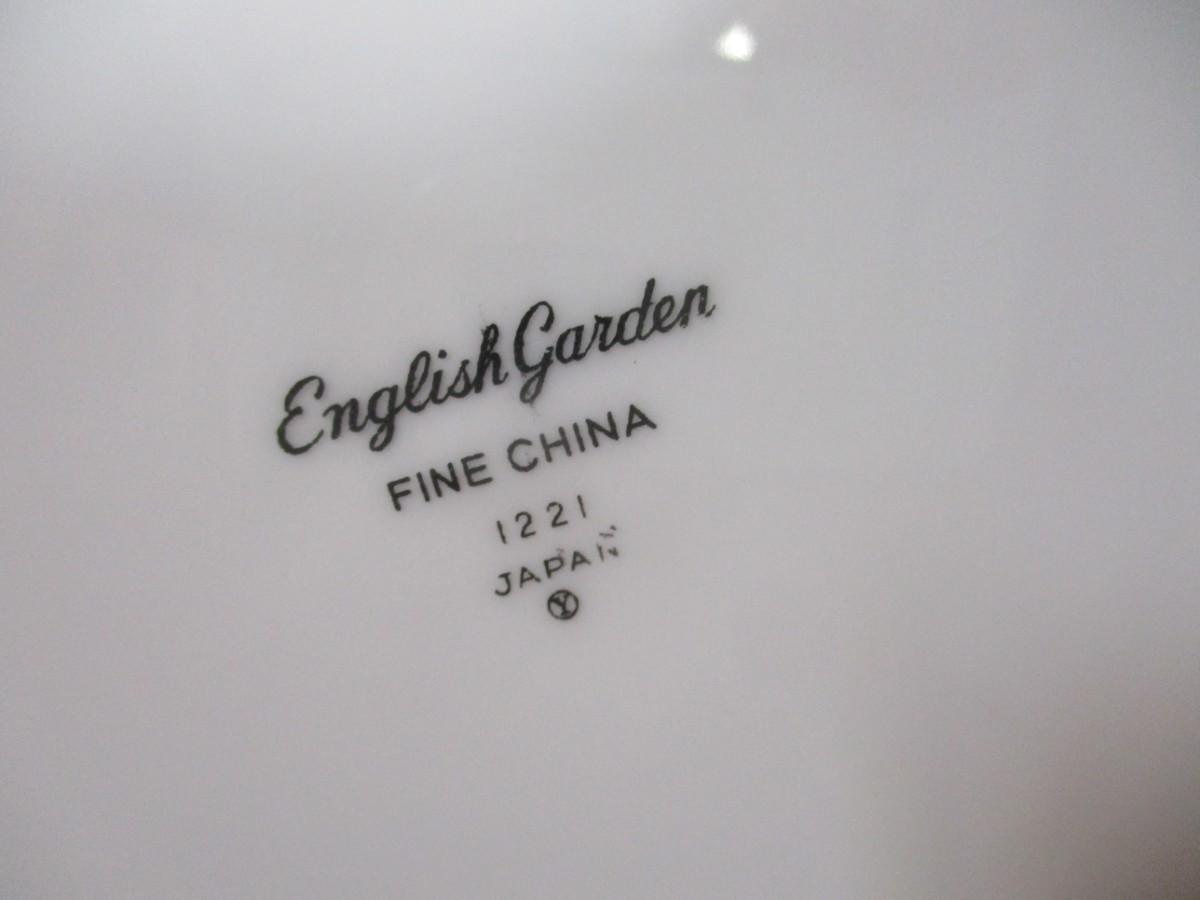 English Garden
FINE CHINA
1221
JAPAN
Y